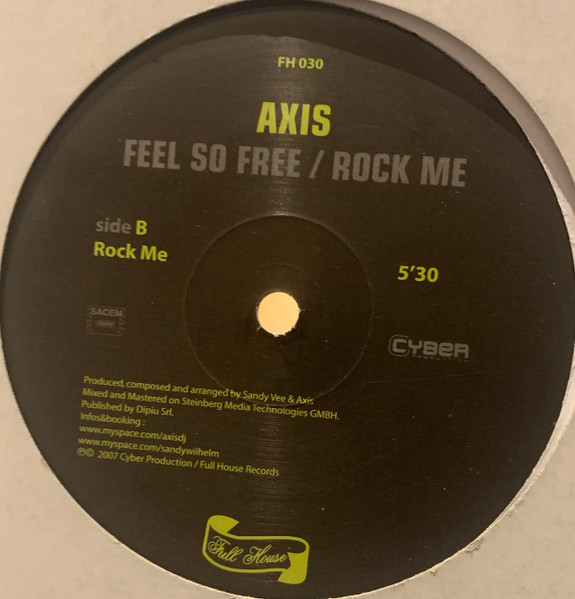 FH 030
AXIS
FEEL SO FREE / ROCK ME
side B
Rock Me
5'30
SACEM
CYBER
PRODUCTION
Produced, composed and arranged by Sandy Vee & Axis
Mixed and Mastered on Steinberg Media Technologies GMBH.
Published by Dipiu Srl.
Infos&booking :
www.myspace.com/axisdj
www.myspace.com/sandywilhelm
℗© 2007 Cyber Production / Full House Records
Full House